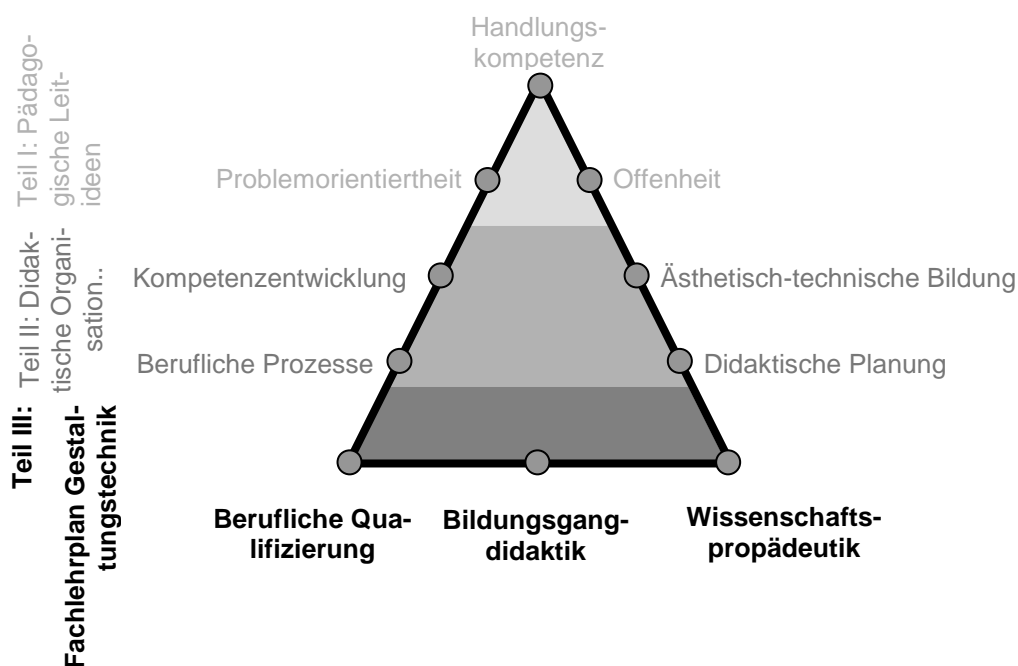 Handlungs-
kompetenz
Problemorientiertheit
Offenheit
Kompetenzentwicklung
Ästhetisch-technische Bildung
Berufliche Prozesse
Didaktische Planung
Berufliche Qua-
lifizierung
Bildungsgang-
didaktik
Wissenschafts-
propädeutik
Teil I: Pädago-
gische Leit-
ideen
Teil II: Didak-
tische Organi-
sation..
Teil III:
Fachlehrplan Gestal-
tungstechnik